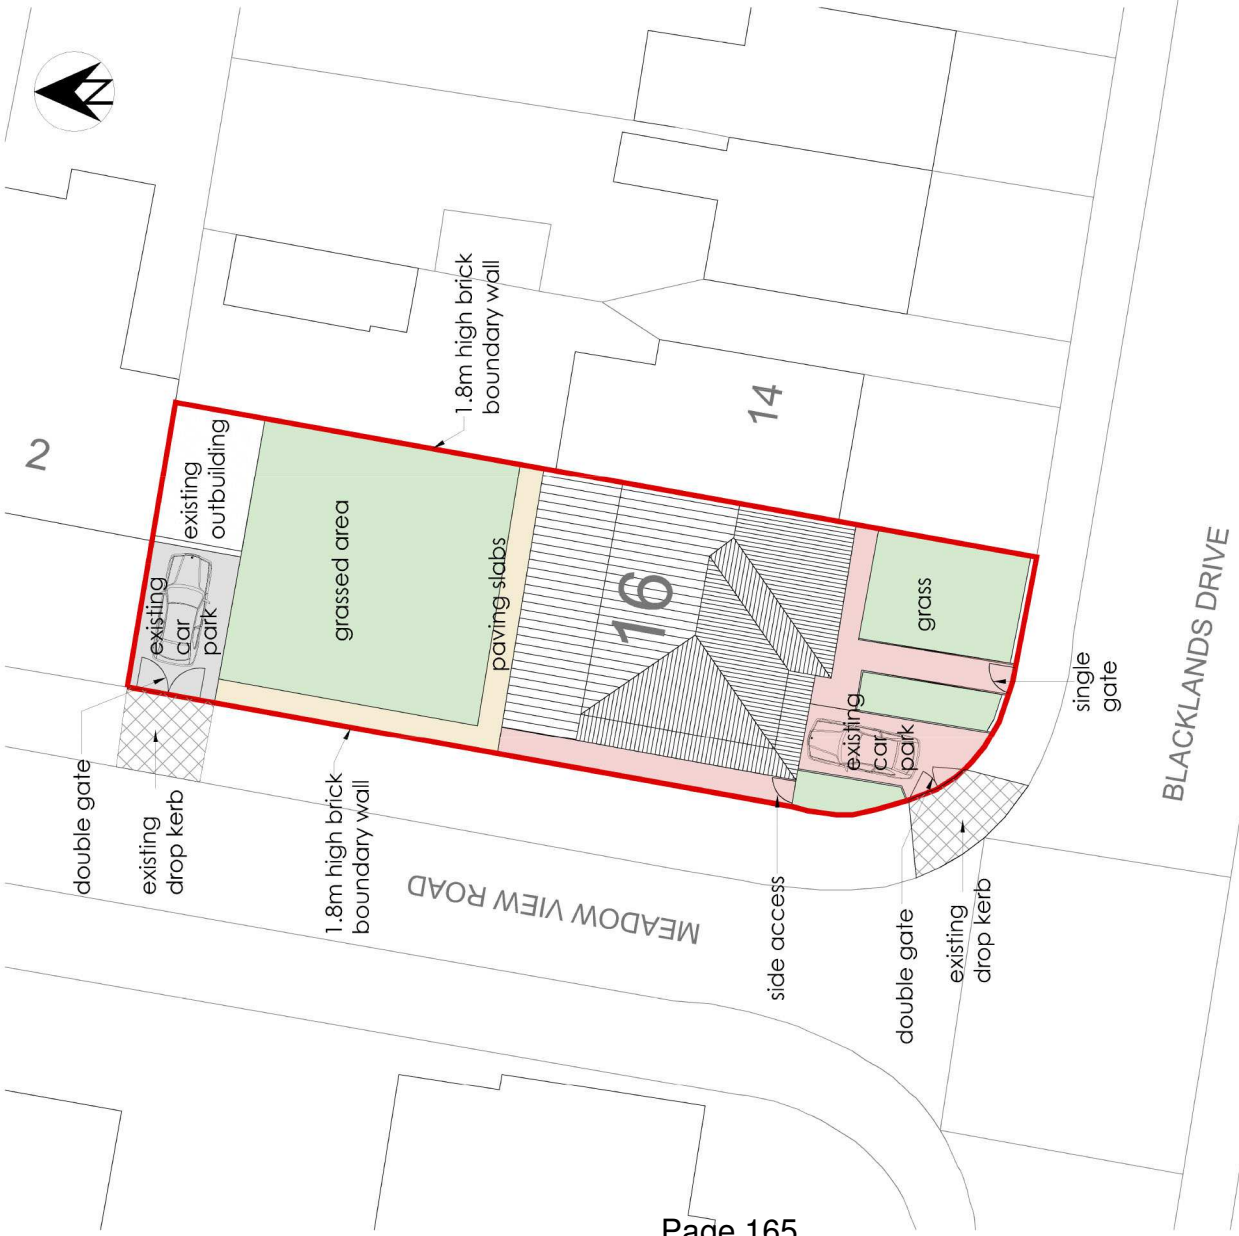 N
2
existing
outbuilding
existing
car
park
grassed area
1.8m high brick
boundary wall
paving slabs
14
16
double gate
existing
drop kerb
1.8m high brick
boundary wall
MEADOW VIEW ROAD
grass
existing
car
park
single
gate
BLACKLANDS DRIVE
side access
double gate
existing
drop kerb
Page 165